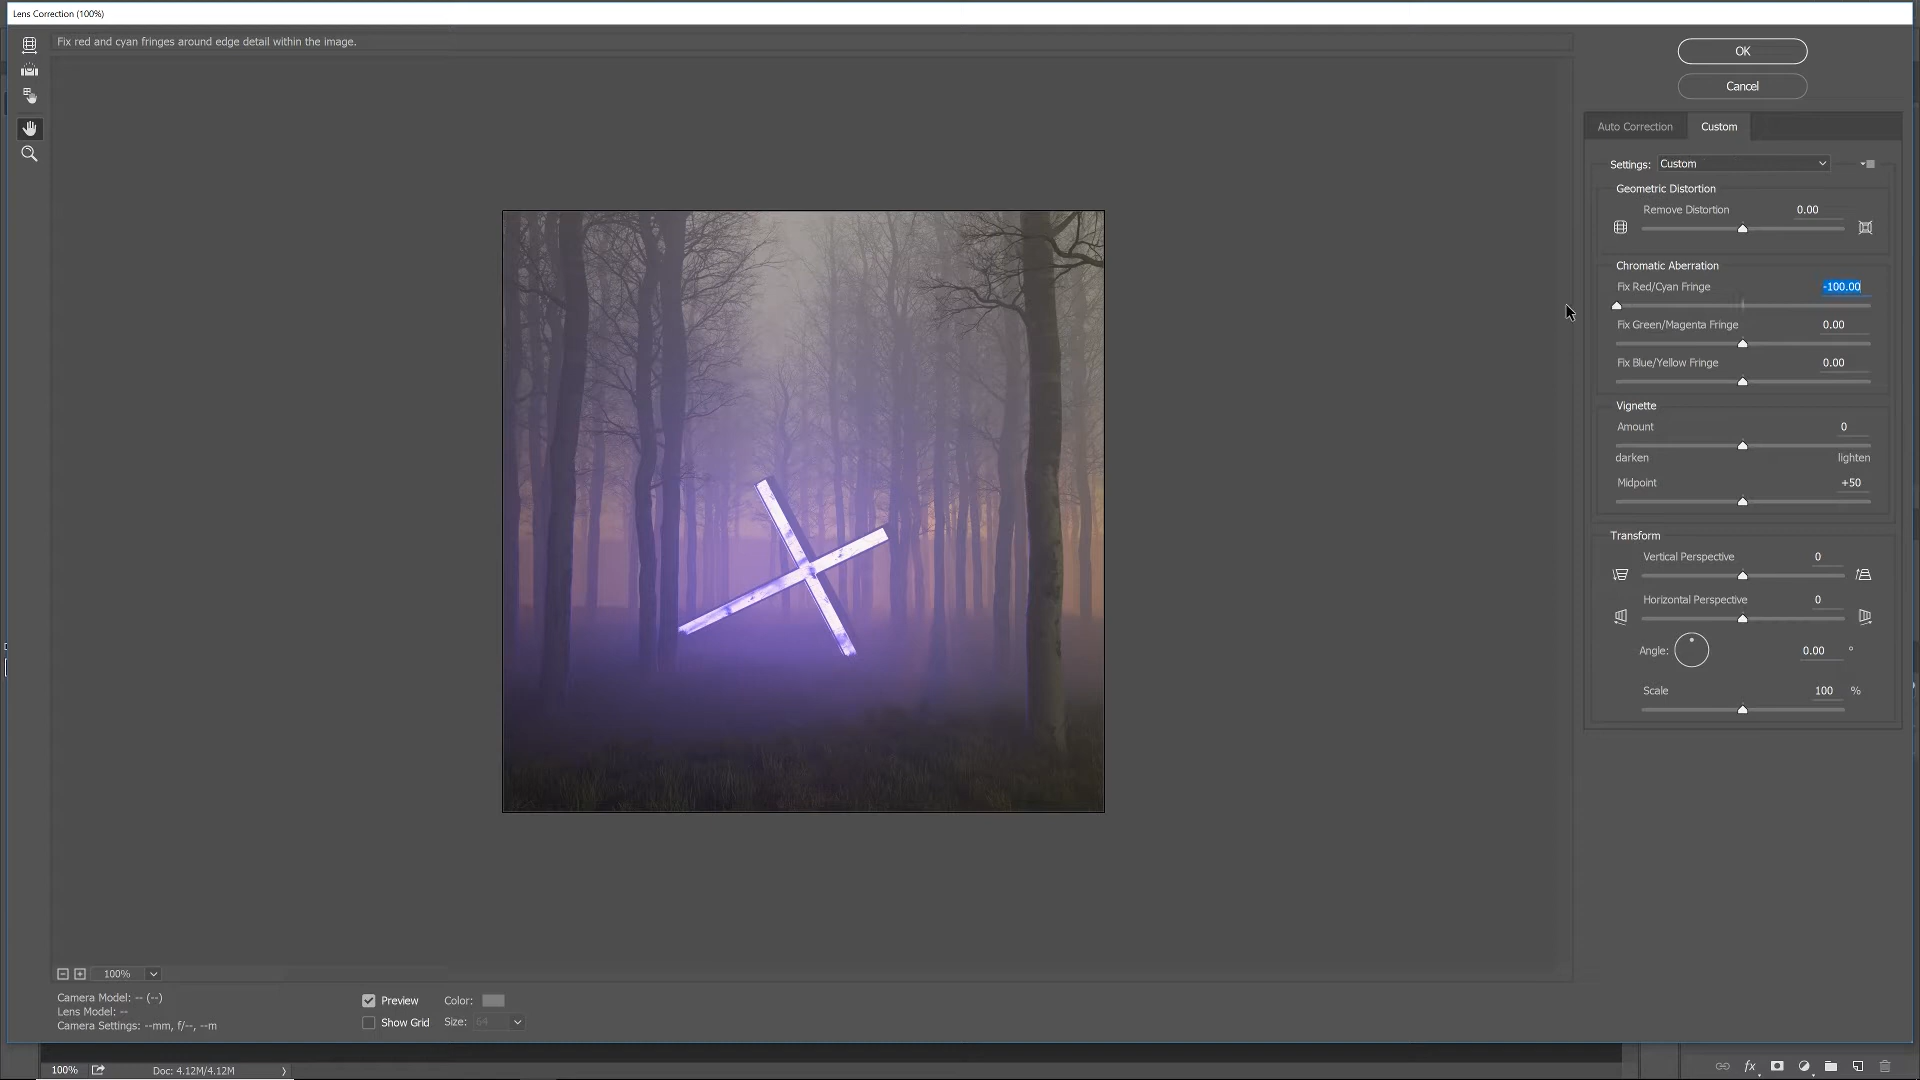 Lens Correction (100%)
Fix red and cyan fringes around edge detail within the image.
OK
Cancel
Auto Correction Custom
Settings: Custom
Geometric Distortion
Remove Distortion 0.00
Chromatic Aberration
Fix Red/Cyan Fringe -100.00
Fix Green/Magenta Fringe 0.00
Fix Blue/Yellow Fringe 0.00
Vignette
Amount 0
darken lighten
Midpoint +50
Transform
Vertical Perspective 0
Horizontal Perspective 0
Angle: 0.00 °
Scale 100 %
100%
Camera Model: -- (--)
Lens Model: --
Camera Settings: --mm, f/--, --m
Preview Color:
Show Grid Size: 64
100% Doc: 4.12M/4.12M
fx